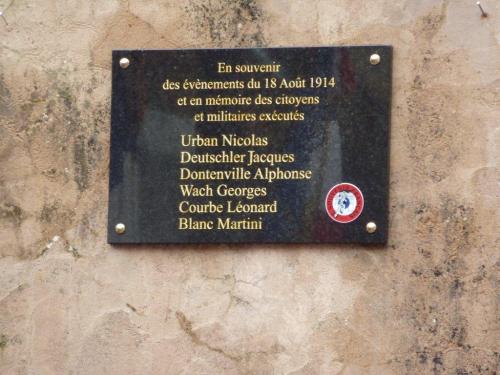 En souvenir
des évènements du 18 Août 1914
et en mémoire des citoyens
et militaires exécutés
Urban Nicolas
Deutschler Jacques
Dontenville Alphonse
Wach Georges
Courbe Léonard
Blanc Martini